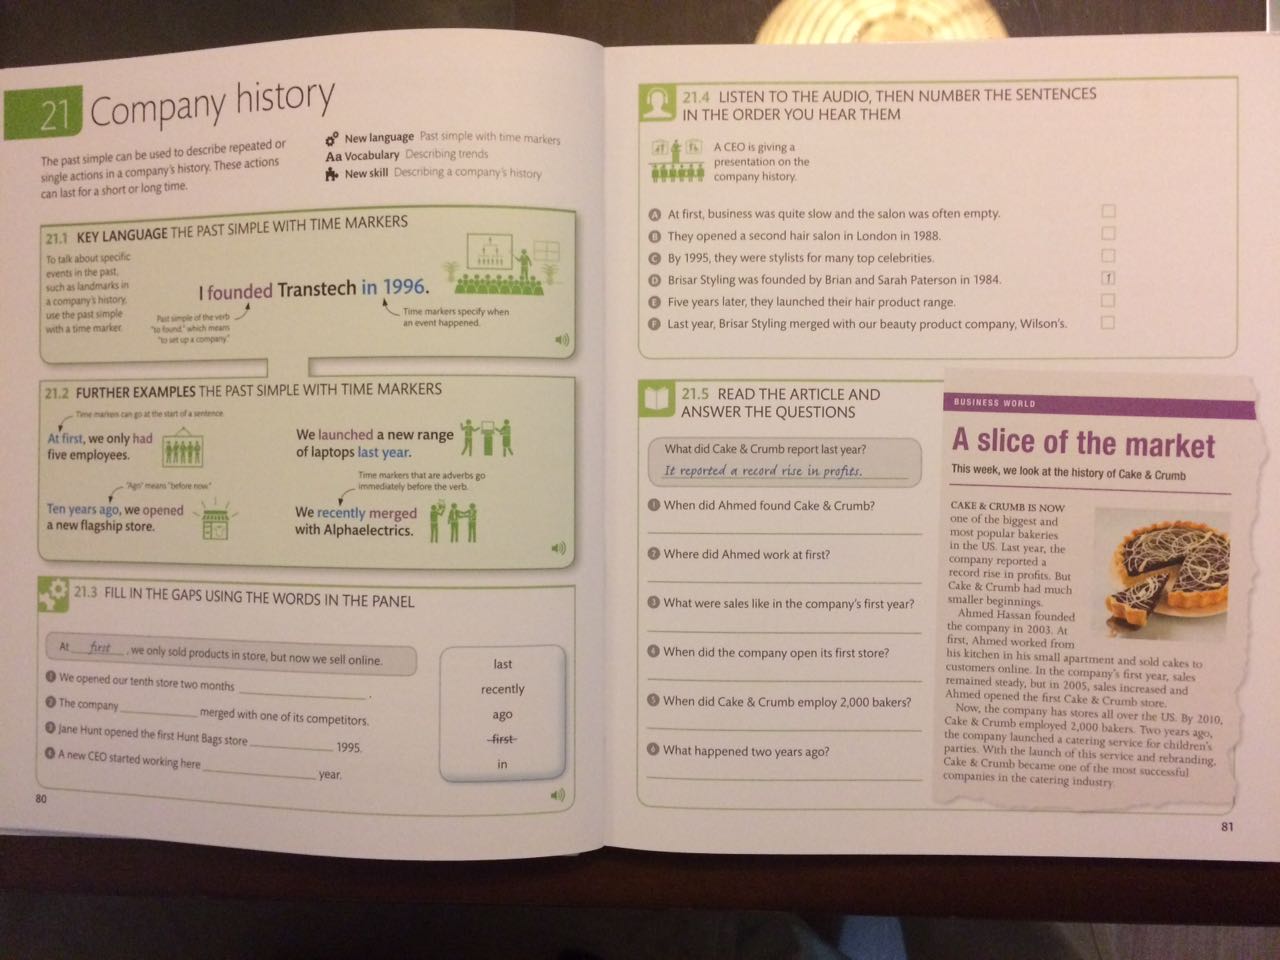 21 Company history
The past simple can be used to describe repeated or
single actions in a company's history. These actions
can last for a short or long time.
New language Past simple with time markers
Aa Vocabulary Describing trends
New skill Describing a company's history
21.1 KEY LANGUAGE THE PAST SIMPLE WITH TIME MARKERS
To talk about specific
events in the past,
such as landmarks in
a company's history,
use the past simple
with a time marker.
I founded Transtech in 1996.
Past simple of the verb
"to found," which means
"to set up a company."
Time markers specify when
an event happened.
21.2 FURTHER EXAMPLES THE PAST SIMPLE WITH TIME MARKERS
Time markers can go at the start of a sentence.
At first, we only had
five employees.
"Ago" means "before now."
Ten years ago, we opened
a new flagship store.
We launched a new range
of laptops last year.
Time markers that are adverbs go
immediately before the verb.
We recently merged
with Alphaelectrics.
21.3 FILL IN THE GAPS USING THE WORDS IN THE PANEL
At first, we only sold products in store, but now we sell online.
1 We opened our tenth store two months ____________ .
2 The company ____________ merged with one of its competitors.
3 Jane Hunt opened the first Hunt Bags store ____________ 1995.
4 A new CEO started working here ____________ year.
last
recently
ago
first
in
80
21.4 LISTEN TO THE AUDIO, THEN NUMBER THE SENTENCES
IN THE ORDER YOU HEAR THEM
A CEO is giving a
presentation on the
company history.
A At first, business was quite slow and the salon was often empty.
B They opened a second hair salon in London in 1988.
C By 1995, they were stylists for many top celebrities.
D Brisar Styling was founded by Brian and Sarah Paterson in 1984. 1
E Five years later, they launched their hair product range.
F Last year, Brisar Styling merged with our beauty product company, Wilson's.
21.5 READ THE ARTICLE AND
ANSWER THE QUESTIONS
What did Cake & Crumb report last year?
It reported a record rise in profits.
1 When did Ahmed found Cake & Crumb?
2 Where did Ahmed work at first?
3 What were sales like in the company's first year?
4 When did the company open its first store?
5 When did Cake & Crumb employ 2,000 bakers?
6 What happened two years ago?
BUSINESS WORLD
A slice of the market
This week, we look at the history of Cake & Crumb
CAKE & CRUMB IS NOW
one of the biggest and
most popular bakeries
in the US. Last year, the
company reported a
record rise in profits. But
Cake & Crumb had much
smaller beginnings.
Ahmed Hassan founded
the company in 2003. At
first, Ahmed worked from
his kitchen in his small apartment and sold cakes to
customers online. In the company's first year, sales
remained steady, but in 2005, sales increased and
Ahmed opened the first Cake & Crumb store.
Now, the company has stores all over the US. By 2010,
Cake & Crumb employed 2,000 bakers. Two years ago,
the company launched a catering service for children's
parties. With the launch of this service and rebranding,
Cake & Crumb became one of the most successful
companies in the catering industry
81